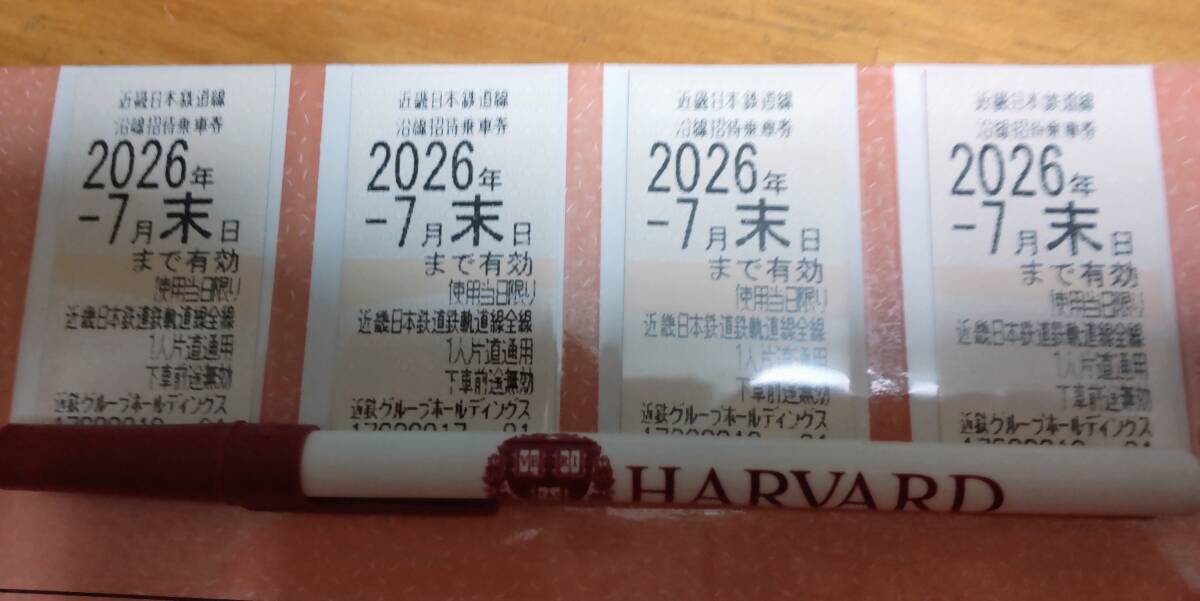 近畿日本鉄道線
沿線招待乗車券
2026年
-7月末日
まで有効
使用当日限り
近畿日本鉄道鉄軌道線全線
1人片道通用
下車前途無効
近鉄グループホールディングス
近畿日本鉄道線
沿線招待乗車券
2026年
-7月末日
まで有効
使用当日限り
近畿日本鉄道鉄軌道線全線
1人片道通用
下車前途無効
近鉄グループホールディングス
近畿日本鉄道線
沿線招待乗車券
2026年
-7月末日
まで有効
使用当日限り
近畿日本鉄道鉄軌道線全線
1人片道通用
下車前途無効
近鉄グループホールディングス
近畿日本鉄道線
沿線招待乗車券
2026年
-7月末日
まで有効
使用当日限り
近畿日本鉄道鉄軌道線全線
1人片道通用
下車前途無効
近鉄グループホールディングス
HARVARD